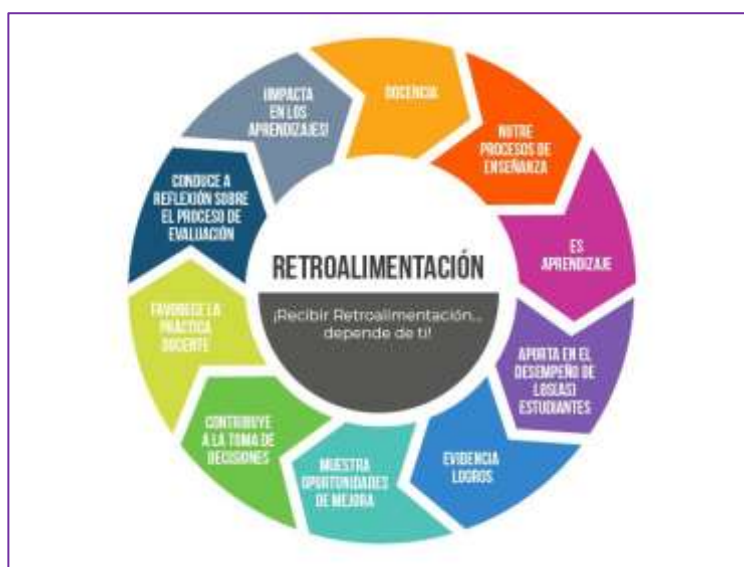 RETROALIMENTACIÓN
¡Recibir Retroalimentación...
depende de ti!
DOCENCIA
NUTRE
PROCESOS DE
ENSEÑANZA
ES
APRENDIZAJE
APORTA EN EL
DESEMPEÑO DE
LOS(AS)
ESTUDIANTES
EVIDENCIA
LOGROS
MUESTRA
OPORTUNIDADES
DE MEJORA
CONTRIBUYE
A LA TOMA DE
DECISIONES
FAVORECE LA
PRÁCTICA
DOCENTE
CONDUCE A
REFLEXIÓN SOBRE
EL PROCESO DE
EVALUACIÓN
¡IMPACTA
EN LOS
APRENDIZAJES!